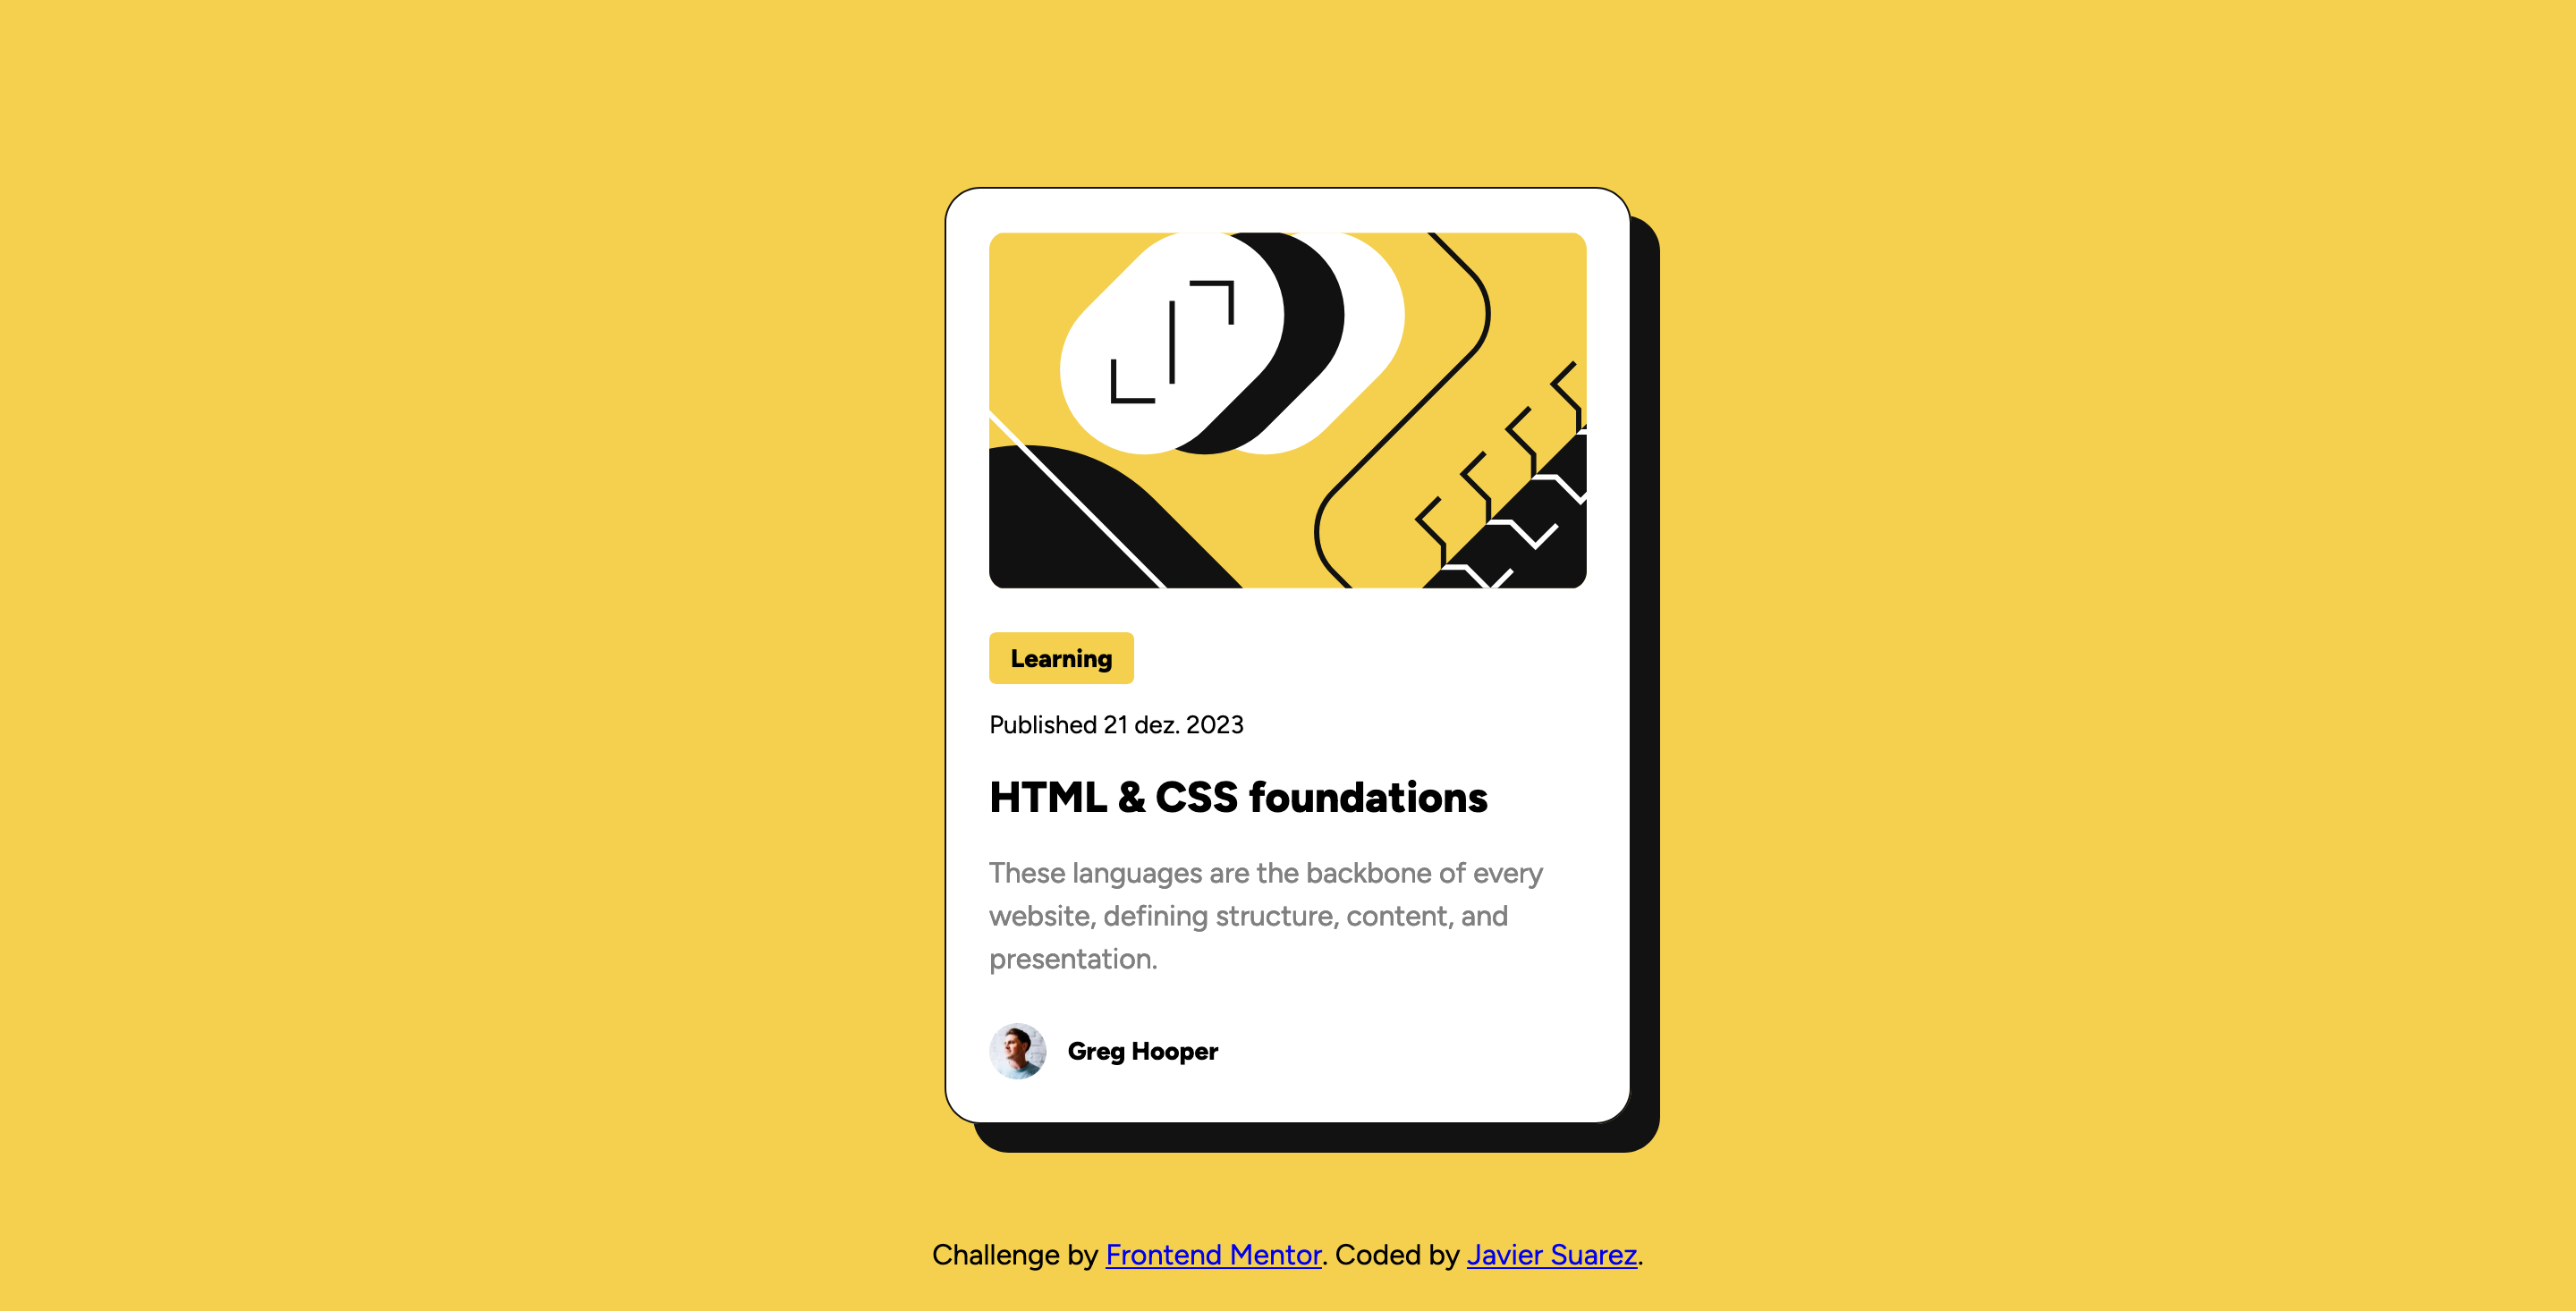 Learning
Published 21 dez. 2023
HTML & CSS foundations
These languages are the backbone of every
website, defining structure, content, and
presentation.
Greg Hooper
Challenge by Frontend Mentor. Coded by Javier Suarez.